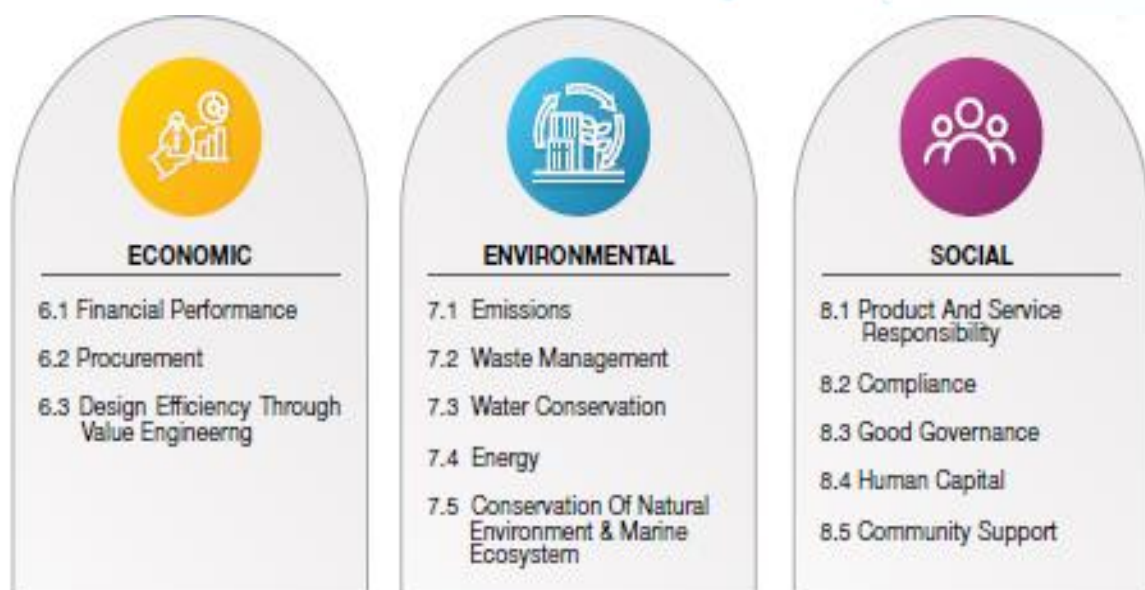 ECONOMIC
6.1 Financial Performance
6.2 Procurement
6.3 Design Efficiency Through
Value Engineerng
ENVIRONMENTAL
7.1 Emissions
7.2 Waste Management
7.3 Water Conservation
7.4 Energy
7.5 Conservation Of Natural
Environment & Marine
Ecosystem
SOCIAL
8.1 Product And Service
Responsibility
8.2 Compliance
8.3 Good Governance
8.4 Human Capital
8.5 Community Support